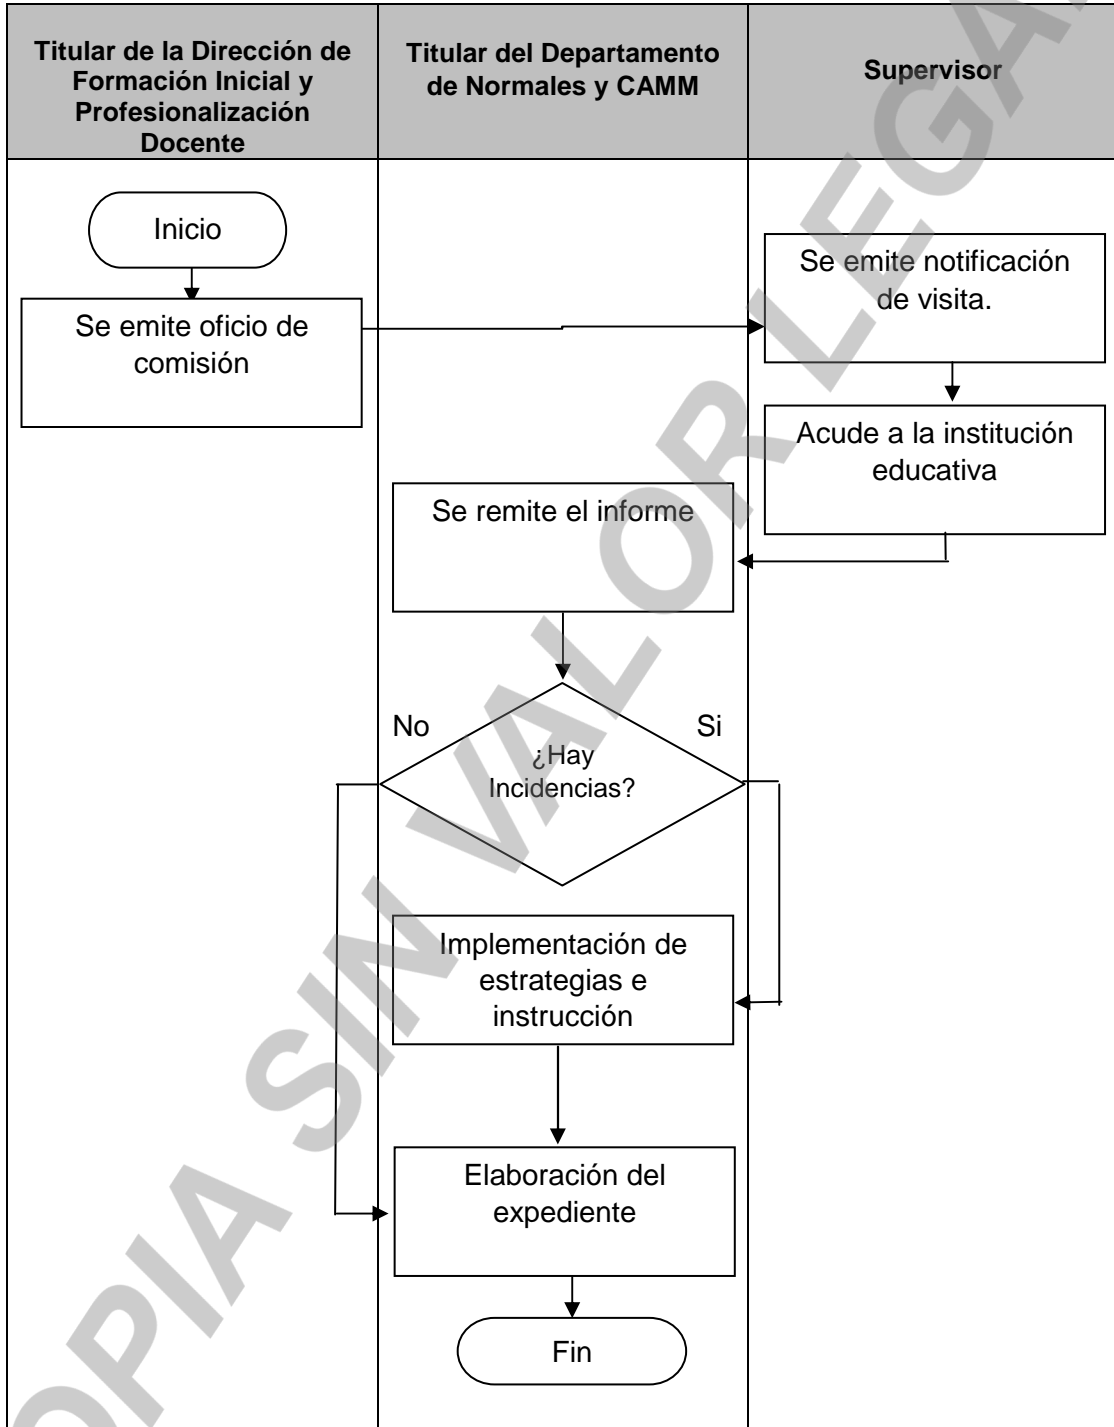 Titular de la Dirección de
Formación Inicial y
Profesionalización
Docente
Titular del Departamento
de Normales y CAMM
Supervisor
Inicio
Se emite oficio de
comisión
Se emite notificación
de visita.
Acude a la institución
educativa
Se remite el informe
No
Si
¿Hay
Incidencias?
Implementación de
estrategias e
instrucción
Elaboración del
expediente
Fin
OPIA SIN VALOR LEGA